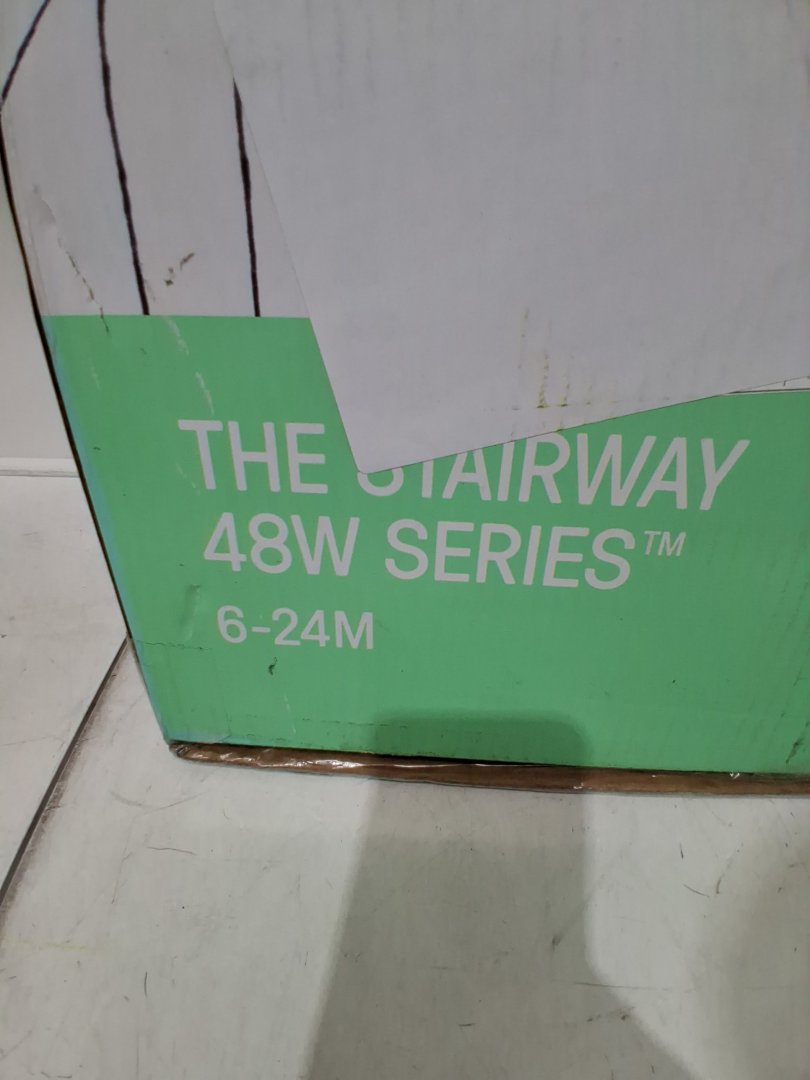 THE STAIRWAY
48W SERIES™
6-24M